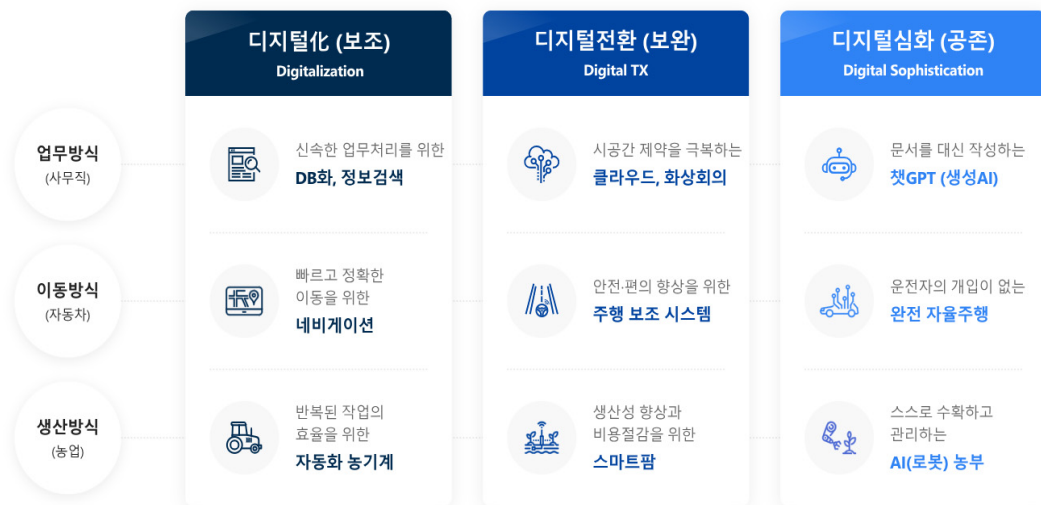 디지털化 (보조)
Digitalization
디지털전환 (보완)
Digital TX
디지털심화 (공존)
Digital Sophistication
업무방식
(사무직)
신속한 업무처리를 위한
DB화, 정보검색
시공간 제약을 극복하는
클라우드, 화상회의
문서를 대신 작성하는
챗GPT (생성AI)
이동방식
(자동차)
빠르고 정확한
이동을 위한
네비게이션
안전·편의 향상을 위한
주행 보조 시스템
운전자의 개입이 없는
완전 자율주행
생산방식
(농업)
반복된 작업의
효율을 위한
자동화 농기계
생산성 향상과
비용절감을 위한
스마트팜
스스로 수확하고
관리하는
AI(로봇) 농부